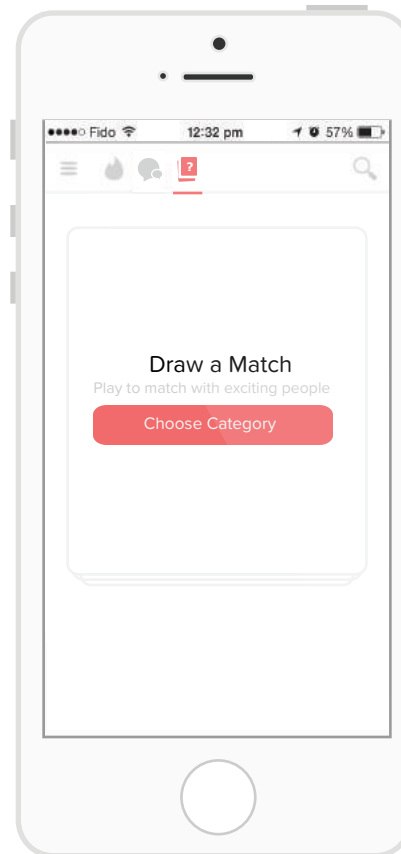 Fido 12:32 pm 57%
?
Draw a Match
Play to match with exciting people
Choose Category